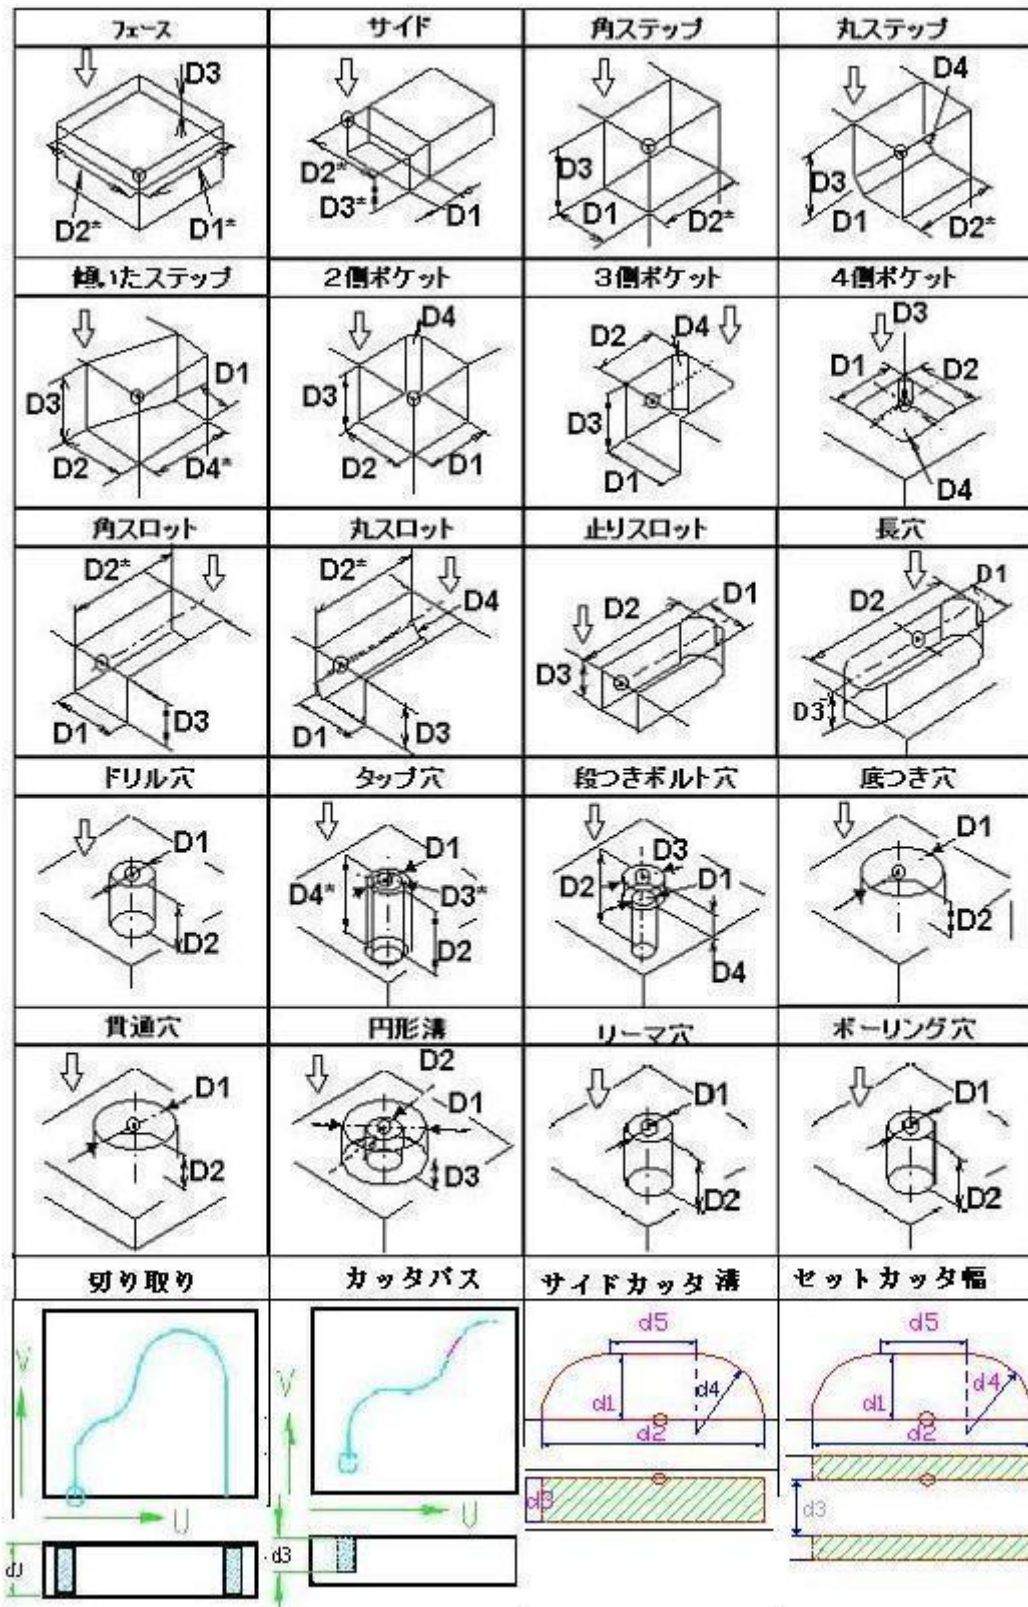 フェース サイド 角ステップ 丸ステップ
D3 D2* D1*
D2* D3* D1
D3 D1 D2*
D4 D3 D1 D2*
傾いたステップ 2側ポケット 3側ポケット 4側ポケット
D1 D3 D2 D4*
D4 D3 D2 D1
D2 D4 D3 D1
D3 D1 D2 D4
角スロット 丸スロット 止りスロット 長穴
D2* D3 D1
D2* D4 D1 D3
D2 D1 D3
D1 D2 D3
ドリル穴 タップ穴 段つきボルト穴 底つき穴
D1 D2
D1 D4* D3* D2
D3 D2 D1 D4
D1 D2
貫通穴 円形溝 リーマ穴 ボーリング穴
D1 D2
D2 D1 D3
D1 D2
D1 D2
切り取り カッタパス サイドカッタ溝 セットカッタ幅
V U
V U d3
d5 d4 d1 d2 d3
d5 d4 d1 d2 d3